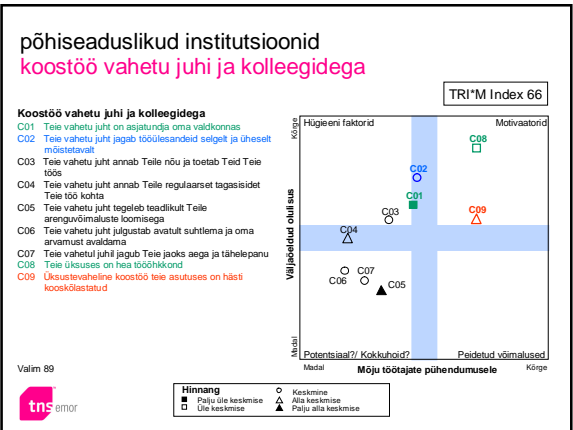 põhiseaduslikud institutsioonid
koostöö vahetu juhi ja kolleegidega
TRI*M Index 66
Koostöö vahetu juhi ja kolleegidega
C01 Teie vahetu juht on asjatundja oma valdkonnas
C02 Teie vahetu juht jagab tööülesandeid selgelt ja üheselt
mõistetavalt
C03 Teie vahetu juht annab Teile nõu ja toetab Teid Teie
töös
C04 Teie vahetu juht annab Teile regulaarset tagasisidet
Teie töö kohta
C05 Teie vahetu juht tegeleb teadlikult Teile
arenguvõimaluste loomisega
C06 Teie vahetu juht julgustab avatult suhtlema ja oma
arvamust avaldama
C07 Teie vahetul juhil jagub Teie jaoks aega ja tähelepanu
C08 Teie üksuses on hea tööõhkkond
C09 Üksustevaheline koostöö teie asutuses on hästi
kooskõlastatud
Kõrge
Väljaöeldud olulisus
Madal
Hügieeni faktorid
Motivaatorid
C08
C02
C01
C03
C09
C04
C07
C06
C05
Potentsiaal?/ Kokkuhoid?
Peidetud võimalused
Madal
Mõju töötajate pühendumusele
Kõrge
Valim 89
Hinnang
Palju üle keskmise
Üle keskmise
Keskmine
Alla keskmise
Palju alla keskmise
tns emor